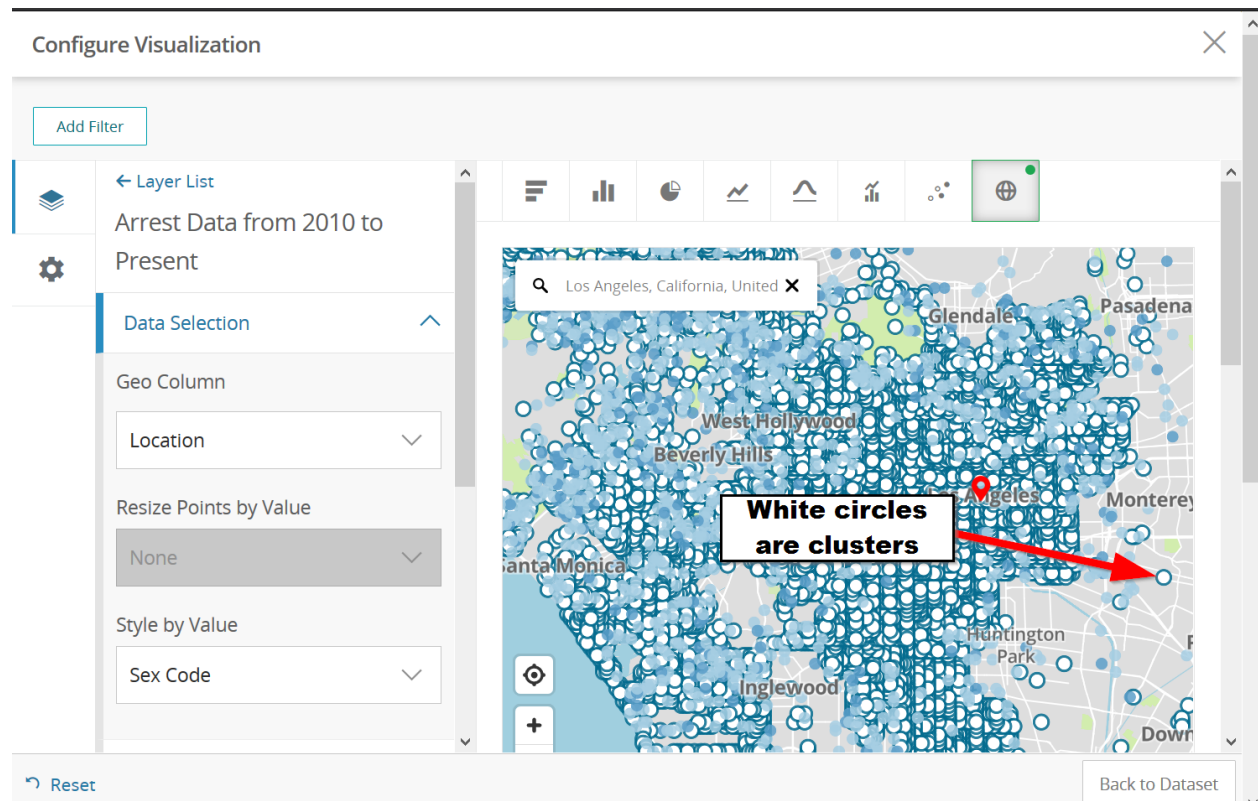 Configure Visualization
Add Filter
Layer List
Arrest Data from 2010 to
Present
Data Selection
Geo Column
Location
Resize Points by Value
None
Style by Value
Sex Code
Los Angeles, California, United
Glendale
Pasadena
West Hollywood
Beverly Hills
Los Angeles
Monterey
White circles
are clusters
Santa Monica
Huntington
Park
Inglewood
Down
Reset
Back to Dataset